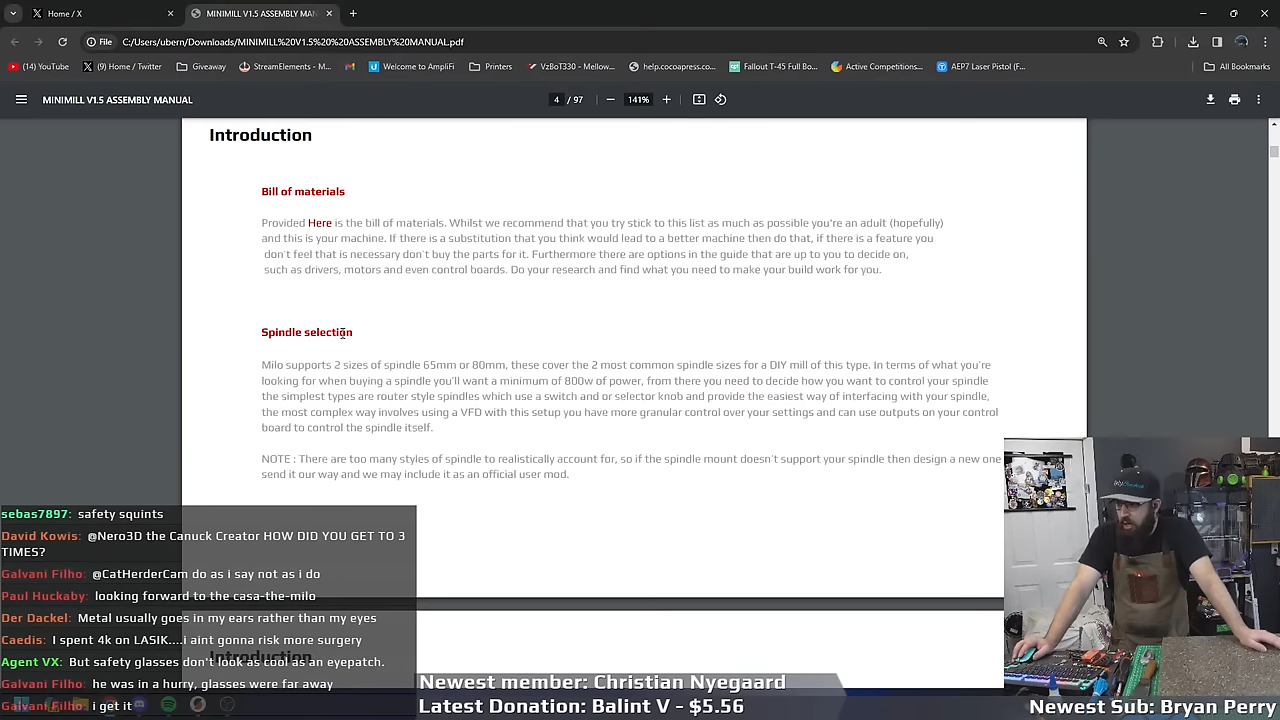 Home / X
MINIMILL V1.5 ASSEMBLY MAN
File
C:/Users/ubern/Downloads/MINIMILL%20V1.5%20%20ASSEMBLY%20MANUAL.pdf
(14) YouTube
(9) Home / Twitter
Giveaway
StreamElements - M...
Welcome to AmpliFi
Printers
VzBoT330 - Mellow...
help.cocoapress.co...
Fallout T-45 Full Bo...
Active Competitions...
AEP7 Laser Pistol (F...
All Bookmarks
MINIMILL V1.5 ASSEMBLY MANUAL
4 / 97
141%
Introduction
Bill of materials
Provided Here is the bill of materials. Whilst we recommend that you try stick to this list as much as possible you're an adult (hopefully)
and this is your machine. If there is a substitution that you think would lead to a better machine then do that, if there is a feature you
don't feel that is necessary don't buy the parts for it. Furthermore there are options in the guide that are up to you to decide on,
such as drivers, motors and even control boards. Do your research and find what you need to make your build work for you.
Spindle selection
Milo supports 2 sizes of spindle 65mm or 80mm, these cover the 2 most common spindle sizes for a DIY mill of this type. In terms of what you're
looking for when buying a spindle you'll want a minimum of 800w of power, from there you need to decide how you want to control your spindle
the simplest types are router style spindles which use a switch and or selector knob and provide the easiest way of interfacing with your spindle,
the most complex way involves using a VFD with this setup you have more granular control over your settings and can use outputs on your control
board to control the spindle itself.
NOTE : There are too many styles of spindle to realistically account for, so if the spindle mount doesn't support your spindle then design a new one
send it our way and we may include it as an official user mod.
sebas7897: safety squints
David Kowis: @Nero3D the Canuck Creator HOW DID YOU GET TO 3
TIMES?
Galvani Filho: @CatHerderCam do as i say not as i do
Paul Huckaby: looking forward to the casa-the-milo
Der Dackel: Metal usually goes in my ears rather than my eyes
Caedis: I spent 4k on LASIK....i aint gonna risk more surgery
Agent VX: But safety glasses don't look as cool as an eyepatch.
Introduction
Galvani Filho: he was in a hurry, glasses were far away
Galvani Filho: i get it
Newest member: Christian Nyegaard
Latest Donation: Balint V - $5.56
Newest Sub: Bryan Perry